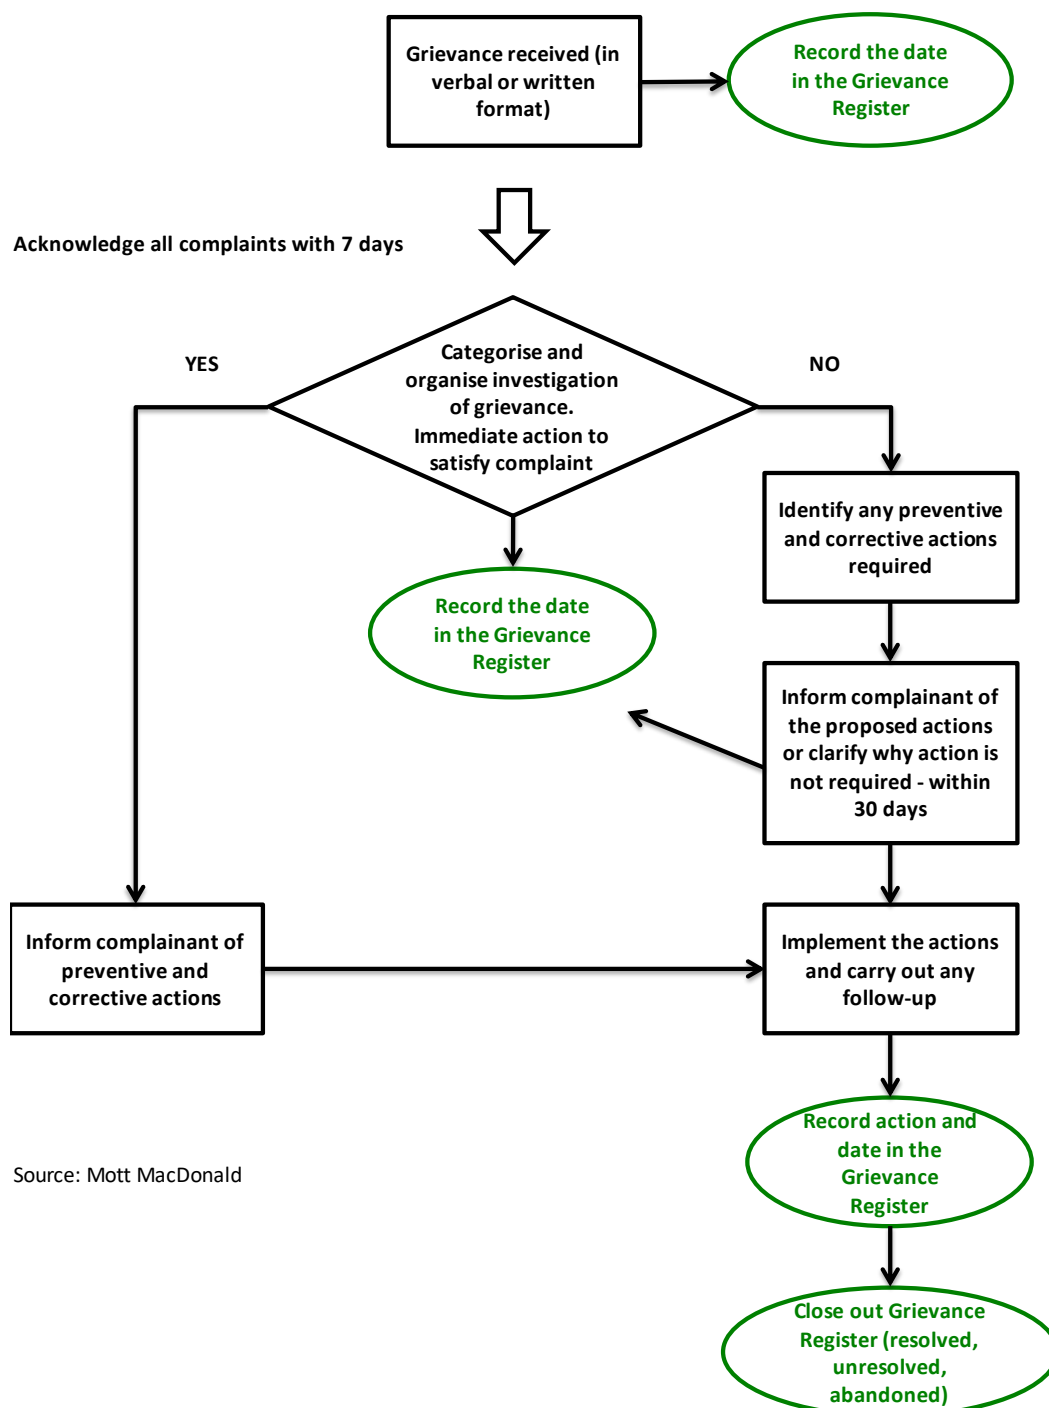 Grievance received (in
verbal or written
format)
Record the date
in the Grievance
Register
Acknowledge all complaints with 7 days
YES
Categorise and
organise investigation
of grievance.
Immediate action to
satisfy complaint
NO
Identify any preventive
and corrective actions
required
Record the date
in the Grievance
Register
Inform complainant of
the proposed actions
or clarify why action is
not required - within
30 days
Inform complainant of
preventive and
corrective actions
Implement the actions
and carry out any
follow-up
Record action and
date in the
Grievance
Register
Source: Mott MacDonald
Close out Grievance
Register (resolved,
unresolved,
abandoned)